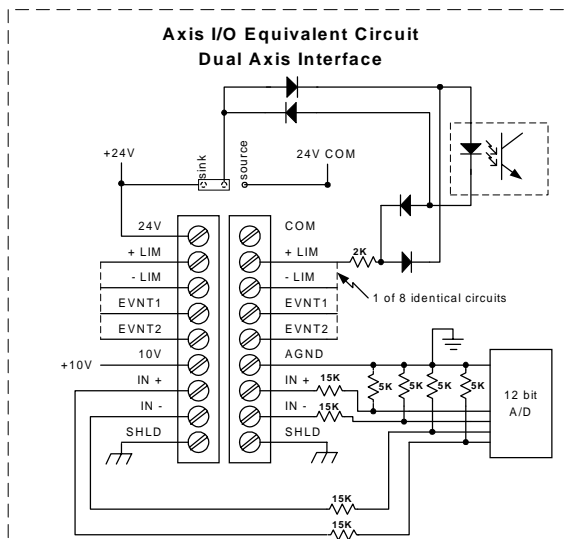 Axis I/O Equivalent Circuit
Dual Axis Interface
+24V
sink
source
24V COM
24V
COM
+ LIM
+ LIM
2K
- LIM
- LIM
1 of 8 identical circuits
EVNT1
EVNT1
EVNT2
EVNT2
+10V
10V
AGND
IN +
IN +
15K
5K
5K
5K
5K
12 bit
A/D
IN -
IN -
15K
SHLD
SHLD
15K
15K